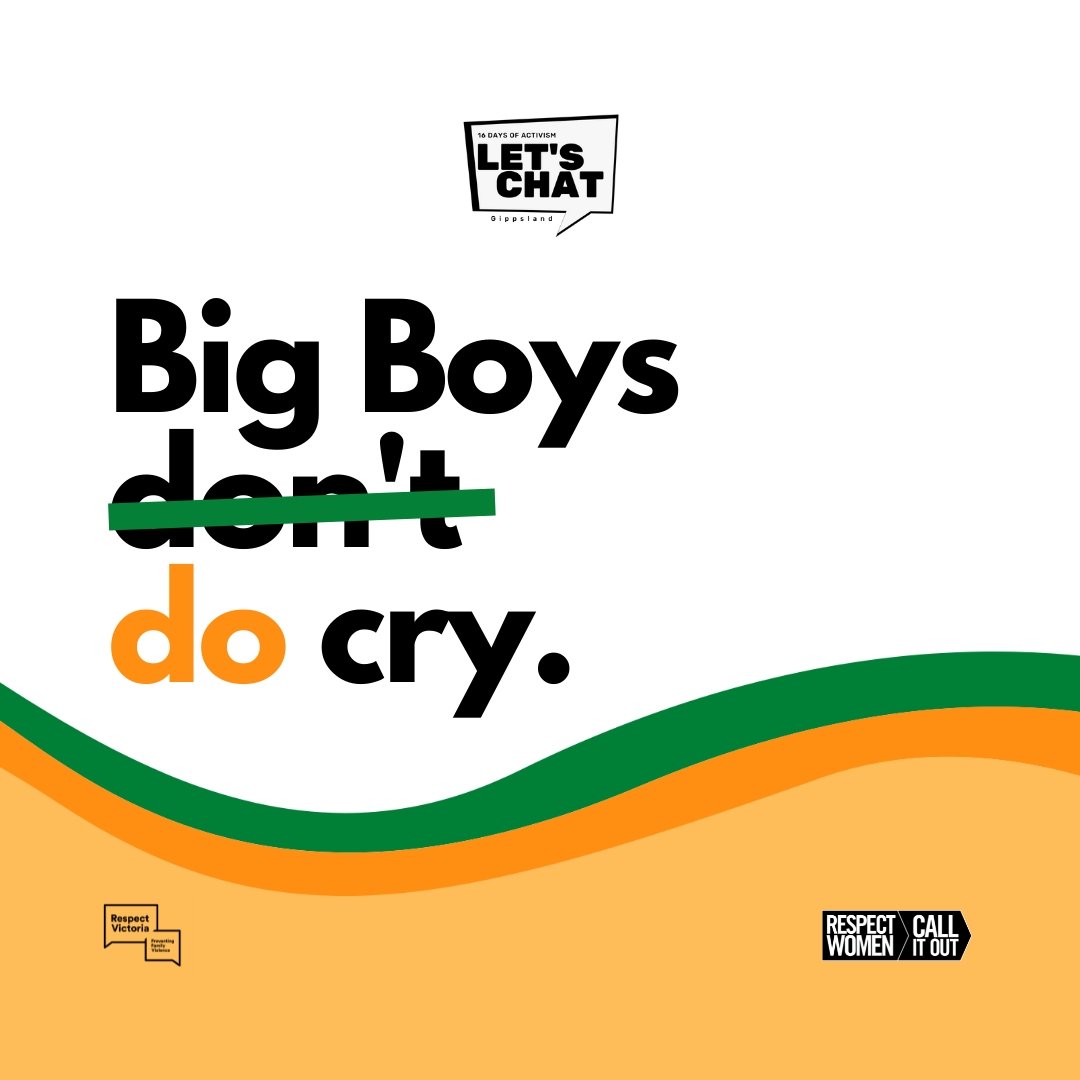 16 DAYS OF ACTIVISM
LET'S
CHAT
Gippsland
Big Boys
don't
do cry.
Respect
Victoria
Preventing
Family
Violence
RESPECT
WOMEN
CALL
IT OUT